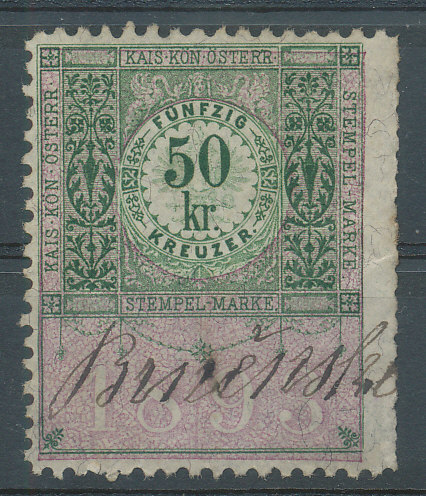 KAIS·KÖN·ÖSTERR.
KAIS·KÖN·ÖSTERR.
STEMPEL-MARKE
FÜNFZIG
50
kr.
KREUZER.
STEMPEL-MARKE
1893